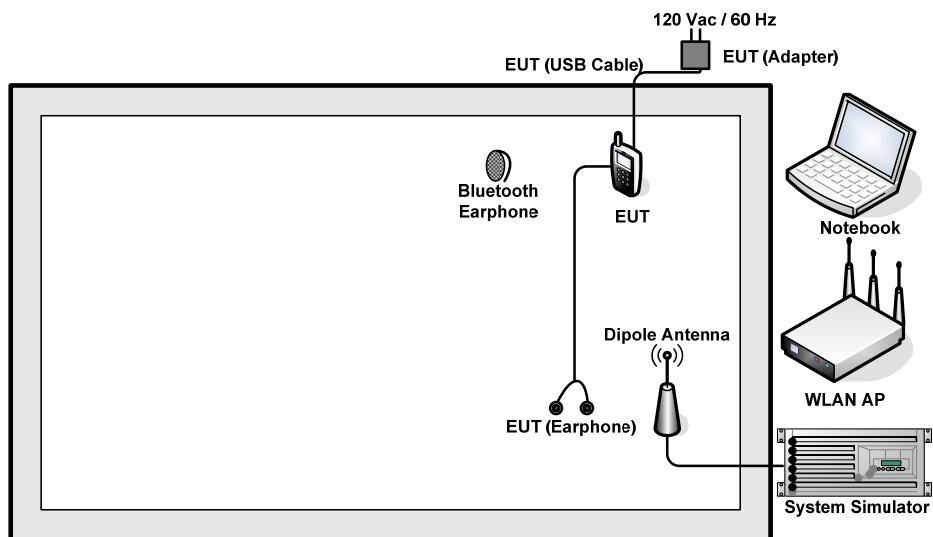 120 Vac / 60 Hz
EUT (Adapter)
EUT (USB Cable)
Bluetooth
Earphone
EUT
Notebook
Dipole Antenna
WLAN AP
EUT (Earphone)
System Simulator